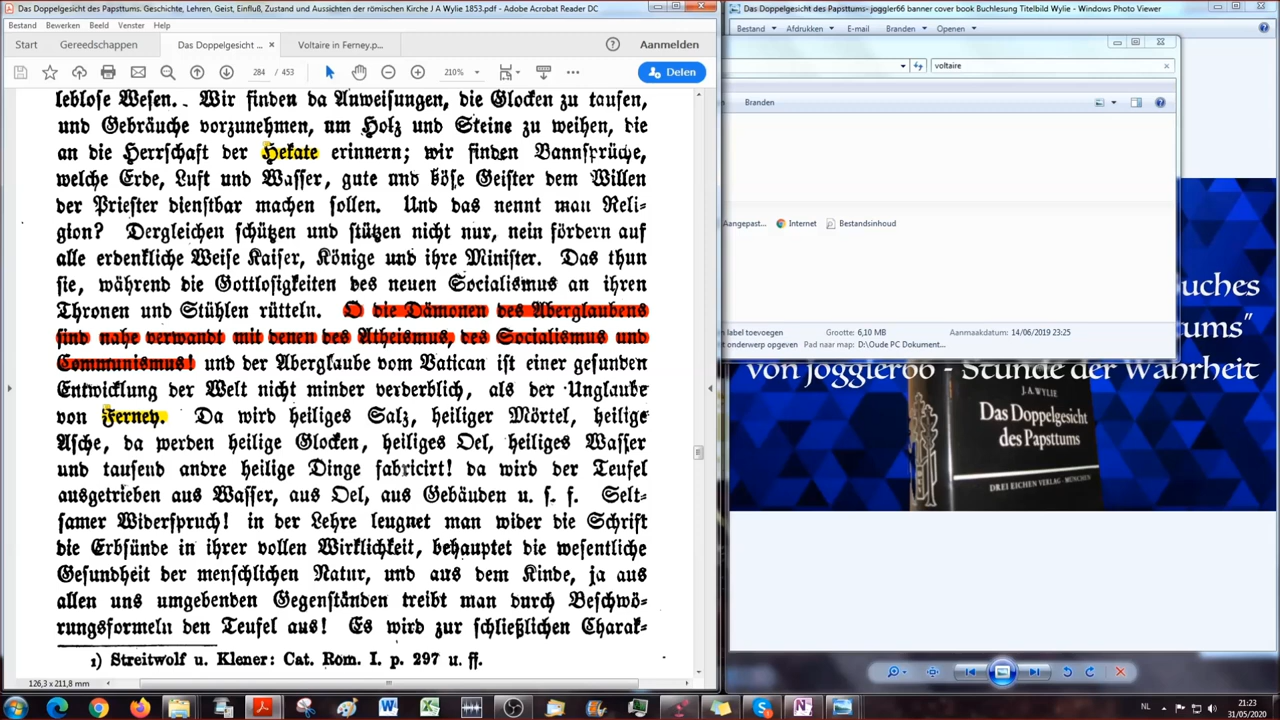 Das Doppelgesicht des Papsttums. Geschichte, Lehren, Geist, Einfluß, Zustand und Aussichten der römischen Kirche J A Wylie 1853.pdf - Adobe Acrobat Reader DC
Bestand Bewerken Beeld Venster Help
Start Gereedschappen Das Doppelgesicht ... × Voltaire in Ferney.p... Aanmelden
284 / 453 210% Delen
leblose Wesen. Wir finden da Anweisungen, die Glocken zu taufen,
und Gebräuche vorzunehmen, um Holz und Steine zu weihen, die
an die Herrschaft der Hekate erinnern; wir finden Bannsprüche,
welche Erde, Luft und Wasser, gute und böse Geister dem Willen
der Priester dienstbar machen sollen. Und das nennt man Reli-
gion? Dergleichen schützen und stützen nicht nur, nein fördern auf
alle erdenkliche Weise Kaiser, Könige und ihre Minister. Das thun
sie, während die Gottlosigkeiten des neuen Socialismus an ihren
Thronen und Stühlen rütteln. O die Dämonen des Aberglaubens
sind nahe verwandt mit denen des Atheismus, des Socialismus und
Communismus! und der Aberglaube vom Vatican ist einer gesunden
Entwicklung der Welt nicht minder verderblich, als der Unglaube
von Ferney. Da wird heiliges Salz, heiliger Mörtel, heilige
Asche, da werden heilige Glocken, heiliges Oel, heiliges Wasser
und tausend andre heilige Dinge fabricirt! da wird der Teufel
ausgetrieben aus Wasser, aus Oel, aus Gebäuden u. s. f. Selt-
samer Widerspruch! in der Lehre leugnet man wider die Schrift
die Erbsünde in ihrer vollen Wirklichkeit, behauptet die wesentliche
Gesundheit der menschlichen Natur, und aus dem Kinde, ja aus
allen uns umgebenden Gegenständen treibt man durch Beschwö-
rungsformeln den Teufel aus! Es wird zur schließlichen Charak-
1) Streitwolf u. Klener: Cat. Rom. I. p. 297 u. ff.
126,3 x 211,8 mm
Das Doppelgesicht des Papsttums- joggler66 banner cover book Buchlesung Titelbild Wylie - Windows Photo Viewer
Bestand Afdrukken E-mail Branden Openen
voltaire
Branden
Aangepast... Internet Bestandsinhoud
n label toevoegen Grootte: 6,10 MB Aanmaakdatum: 14/06/2019 23:25
t onderwerp opgeven Pad naar map: D:\Oude PC Dokument...
uches
tums"
von joggler66 - Stunde der Wahrheit
J.A.WYLIE
Das Doppelgesicht
des Papsttums
DREI EICHEN VERLAG · MÜNCHEN
NL 21:23
31/05/2020